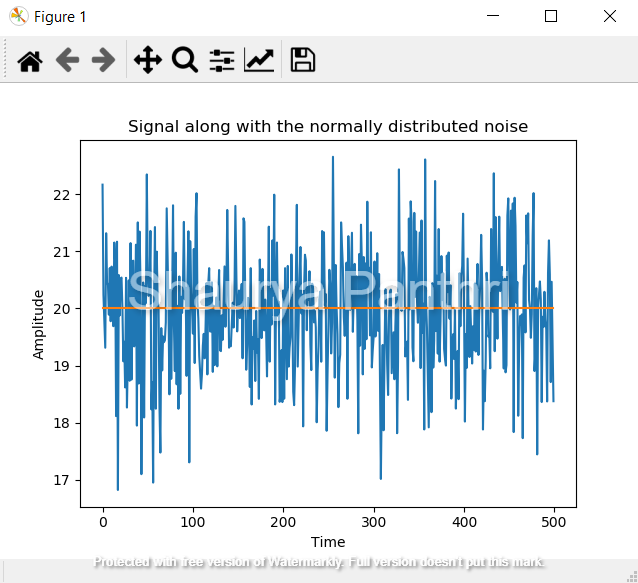 Figure 1
Signal along with the normally distributed noise
22
21
20
19
18
17
Amplitude
Shaurya Panthri
0
100
200
300
400
500
Time
Protected with free version of Watermarkly. Full version doesn't put this mark.